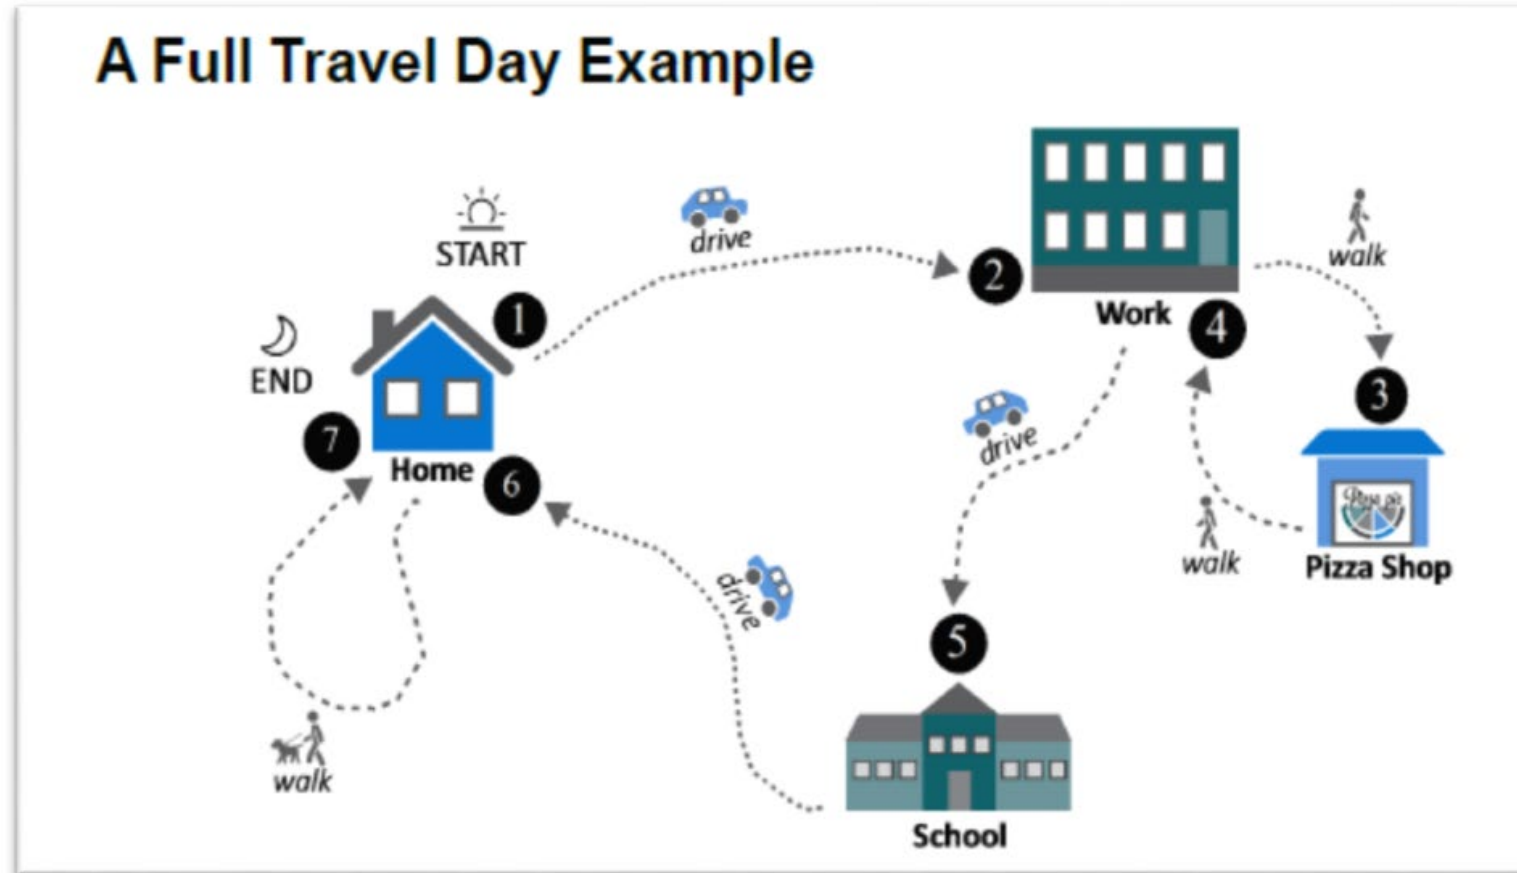 A Full Travel Day Example
START
drive
walk
1
2
Work
4
END
3
7
Home
6
drive
walk
Pizza Shop
drive
5
walk
School